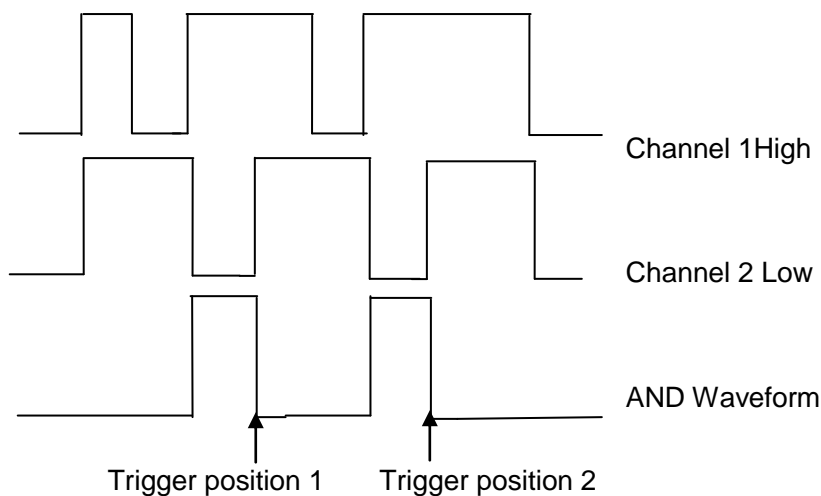 Channel 1High
Channel 2 Low
AND Waveform
Trigger position 1
Trigger position 2